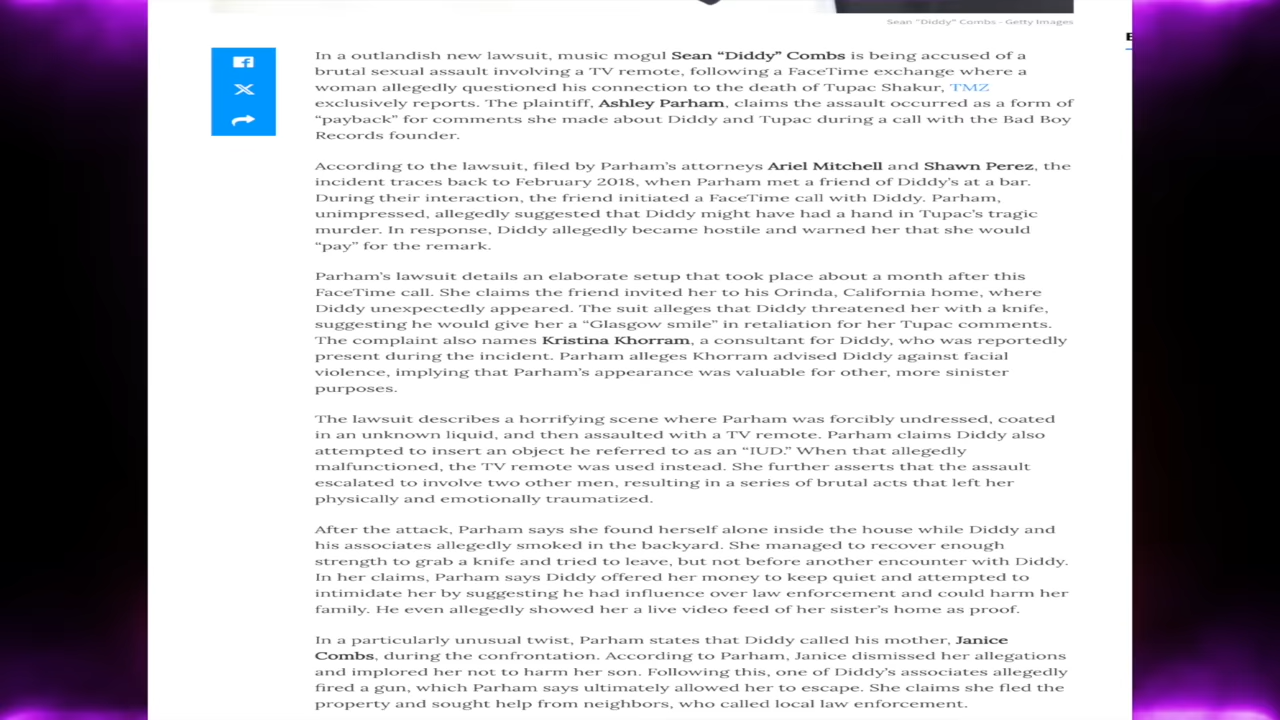 Sean "Diddy" Combs - Getty Images
In a outlandish new lawsuit, music mogul Sean “Diddy” Combs is being accused of a
brutal sexual assault involving a TV remote, following a FaceTime exchange where a
woman allegedly questioned his connection to the death of Tupac Shakur, TMZ
exclusively reports. The plaintiff, Ashley Parham, claims the assault occurred as a form of
“payback” for comments she made about Diddy and Tupac during a call with the Bad Boy
Records founder.
According to the lawsuit, filed by Parham’s attorneys Ariel Mitchell and Shawn Perez, the
incident traces back to February 2018, when Parham met a friend of Diddy’s at a bar.
During their interaction, the friend initiated a FaceTime call with Diddy. Parham,
unimpressed, allegedly suggested that Diddy might have had a hand in Tupac’s tragic
murder. In response, Diddy allegedly became hostile and warned her that she would
“pay” for the remark.
Parham’s lawsuit details an elaborate setup that took place about a month after this
FaceTime call. She claims the friend invited her to his Orinda, California home, where
Diddy unexpectedly appeared. The suit alleges that Diddy threatened her with a knife,
suggesting he would give her a “Glasgow smile” in retaliation for her Tupac comments.
The complaint also names Kristina Khorram, a consultant for Diddy, who was reportedly
present during the incident. Parham alleges Khorram advised Diddy against facial
violence, implying that Parham’s appearance was valuable for other, more sinister
purposes.
The lawsuit describes a horrifying scene where Parham was forcibly undressed, coated
in an unknown liquid, and then assaulted with a TV remote. Parham claims Diddy also
attempted to insert an object he referred to as an “IUD.” When that allegedly
malfunctioned, the TV remote was used instead. She further asserts that the assault
escalated to involve two other men, resulting in a series of brutal acts that left her
physically and emotionally traumatized.
After the attack, Parham says she found herself alone inside the house while Diddy and
his associates allegedly smoked in the backyard. She managed to recover enough
strength to grab a knife and tried to leave, but not before another encounter with Diddy.
In her claims, Parham says Diddy offered her money to keep quiet and attempted to
intimidate her by suggesting he had influence over law enforcement and could harm her
family. He even allegedly showed her a live video feed of her sister’s home as proof.
In a particularly unusual twist, Parham states that Diddy called his mother, Janice
Combs, during the confrontation. According to Parham, Janice dismissed her allegations
and implored her not to harm her son. Following this, one of Diddy’s associates allegedly
fired a gun, which Parham says ultimately allowed her to escape. She claims she fled the
property and sought help from neighbors, who called local law enforcement.